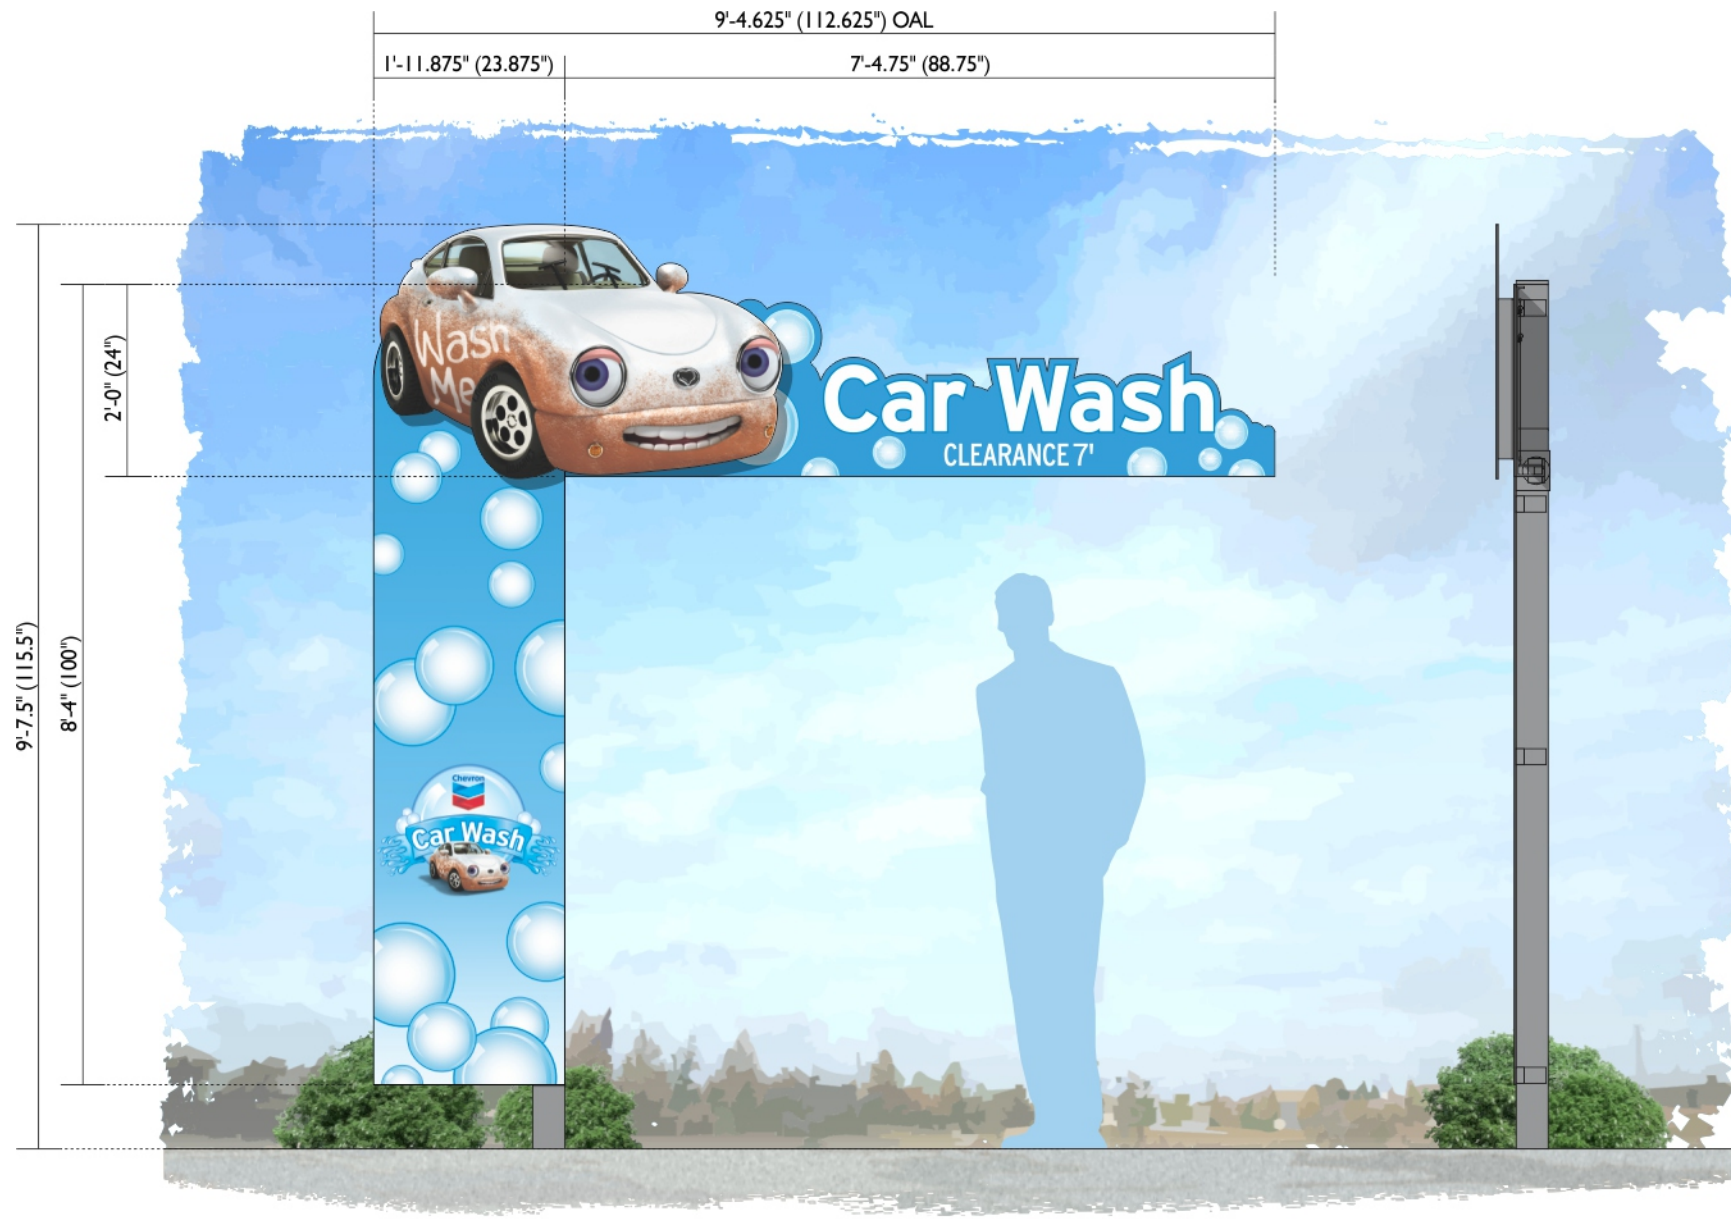 9'-4.625" (112.625") OAL
1'-11.875" (23.875")
7'-4.75" (88.75")
2'-0" (24")
9'-7.5" (115.5")
8'-4" (100")
Wash
Me
Car Wash
CLEARANCE 7'
Chevron
Car Wash